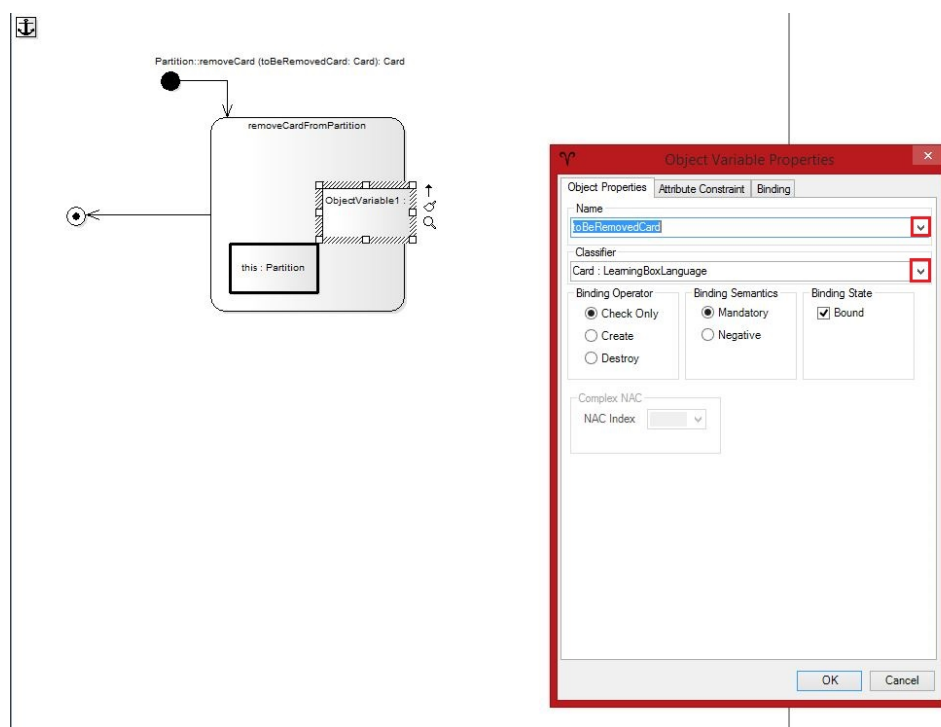 Partition::removeCard (toBeRemovedCard: Card): Card
removeCardFromPartition
ObjectVariable1 :
this : Partition
Object Variable Properties
Object Properties
Attribute Constraint
Binding
Name
toBeRemovedCard
Classifier
Card : LearningBoxLanguage
Binding Operator
Check Only
Create
Destroy
Binding Semantics
Mandatory
Negative
Binding State
Bound
Complex NAC
NAC Index
OK
Cancel